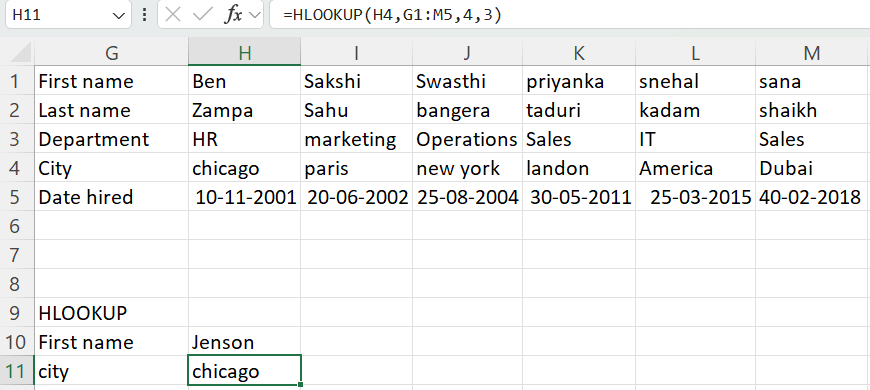 H11 fx =HLOOKUP(H4,G1:M5,4,3)
G H I J K L M
1 First name Ben Sakshi Swasthi priyanka snehal sana
2 Last name Zampa Sahu bangera taduri kadam shaikh
3 Department HR marketing Operations Sales IT Sales
4 City chicago paris new york landon America Dubai
5 Date hired 10-11-2001 20-06-2002 25-08-2004 30-05-2011 25-03-2015 40-02-2018
6
7
8
9 HLOOKUP
10 First name Jenson
11 city chicago